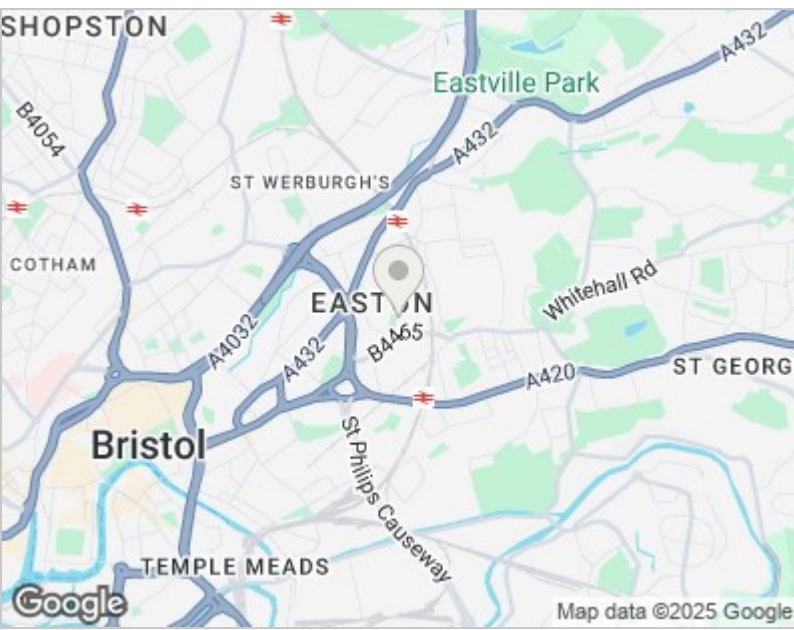 SHOPSTON
A432
Eastville Park
B4054
A432
ST WERBURGH'S
COTHAM
Whitehall Rd
EAST
N
B4465
A4032
A432
A420
ST GEORG
Bristol
St Philips Causeway
TEMPLE MEADS
Google
Map data ©2025 Google